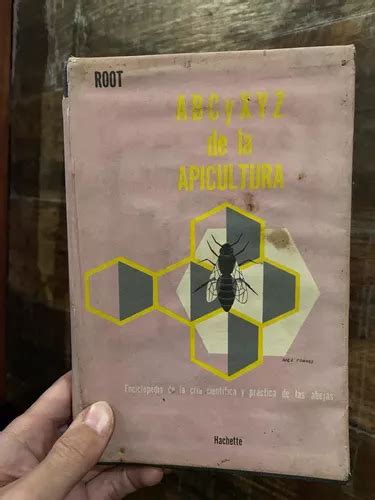 ROOT
ABC y XYZ
de la
APICULTURA
Enciclopedia de la cría científica y práctica de las abejas
Hachette